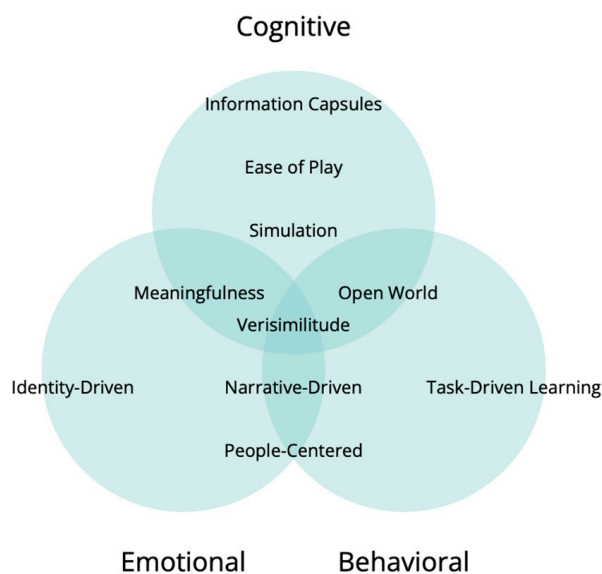 Cognitive
Information Capsules
Ease of Play
Simulation
Meaningfulness
Open World
Verisimilitude
Identity-Driven
Narrative-Driven
Task-Driven Learning
People-Centered
Emotional
Behavioral